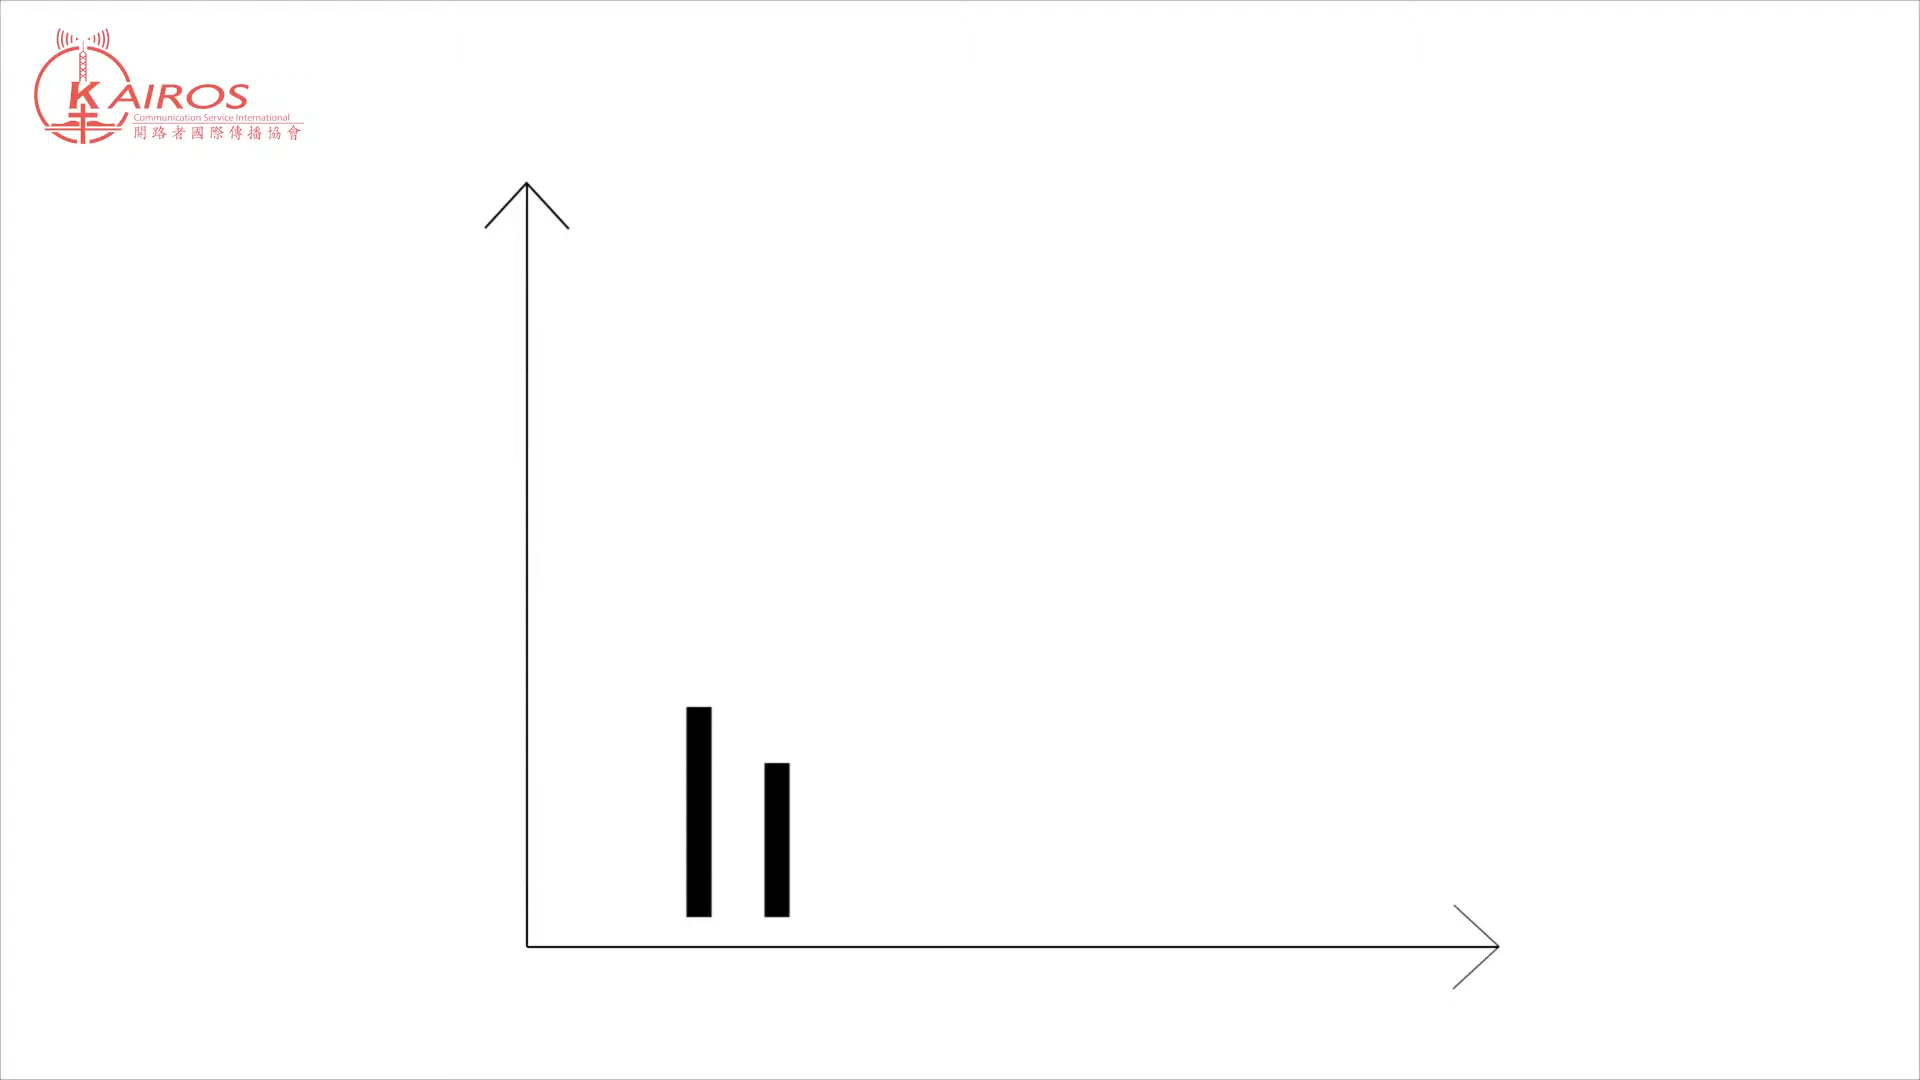 KAIROS
Communication Service International
開路者國際傳播協會